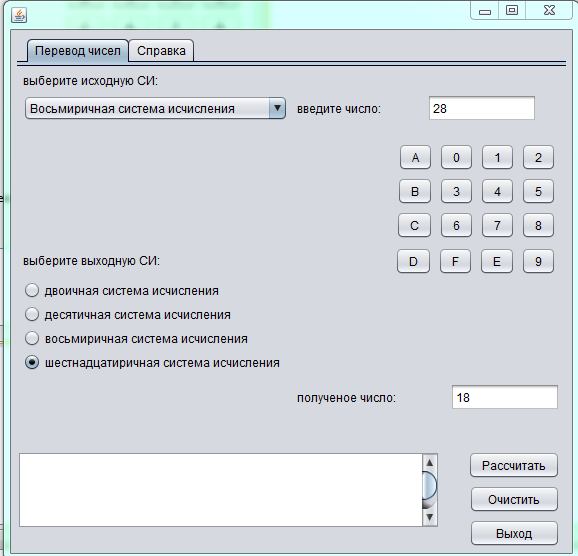 Перевод чисел Справка
выберите исходную СИ:
Восьмиричная система исчисления введите число: 28
A 0 1 2
B 3 4 5
C 6 7 8
D F E 9
выберите выходную СИ:
двоичная система исчисления
десятичная система исчисления
восьмиричная система исчисления
шестнадцатиричная система исчисления
полученое число: 18
Рассчитать
Очистить
Выход